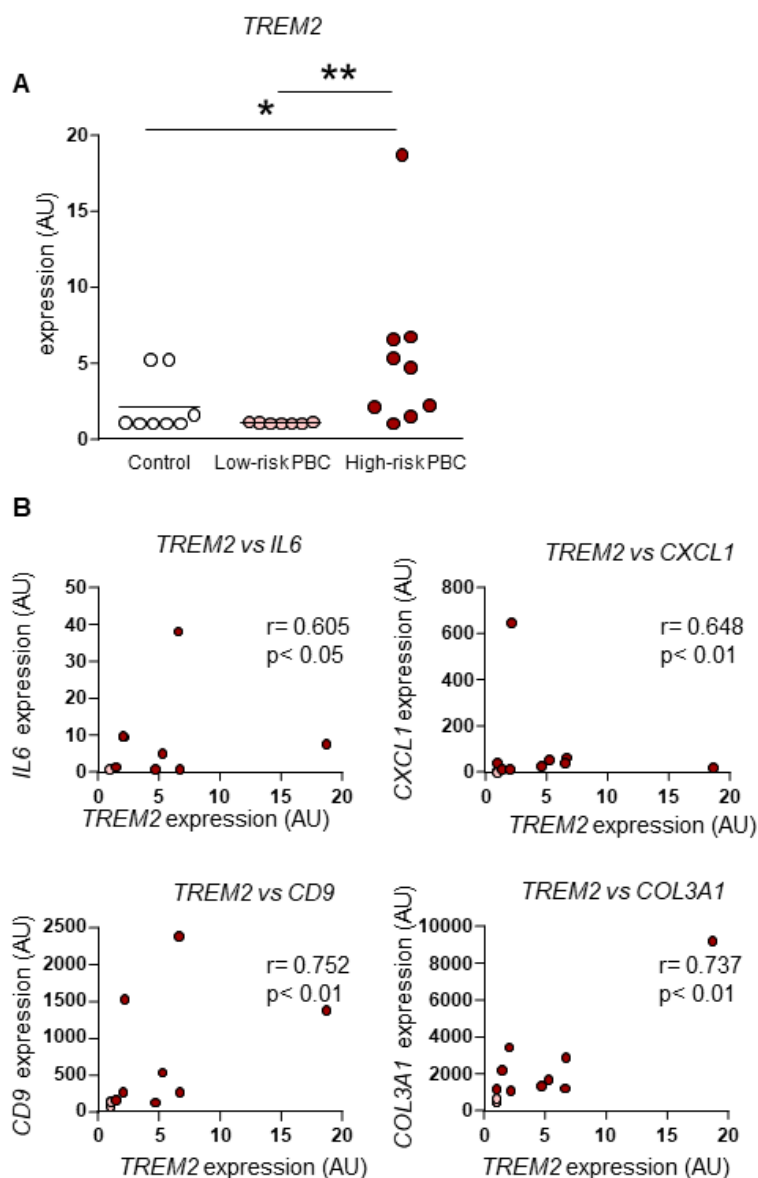 TREM2
A
**
*
20
15
10
5
0
expression (AU)
Control Low-risk PBC High-risk PBC
B
TREM2 vs IL6
50
40
30
20
10
0
IL6 expression (AU)
r= 0.605
p< 0.05
0 5 10 15 20
TREM2 expression (AU)
TREM2 vs CXCL1
800
600
400
200
0
CXCL1 expression (AU)
r= 0.648
p< 0.01
0 5 10 15 20
TREM2 expression (AU)
TREM2 vs CD9
2500
2000
1500
1000
500
0
CD9 expression (AU)
r= 0.752
p< 0.01
0 5 10 15 20
TREM2 expression (AU)
TREM2 vs COL3A1
10000
8000
6000
4000
2000
0
COL3A1 expression (AU)
r= 0.737
p< 0.01
0 5 10 15 20
TREM2 expression (AU)